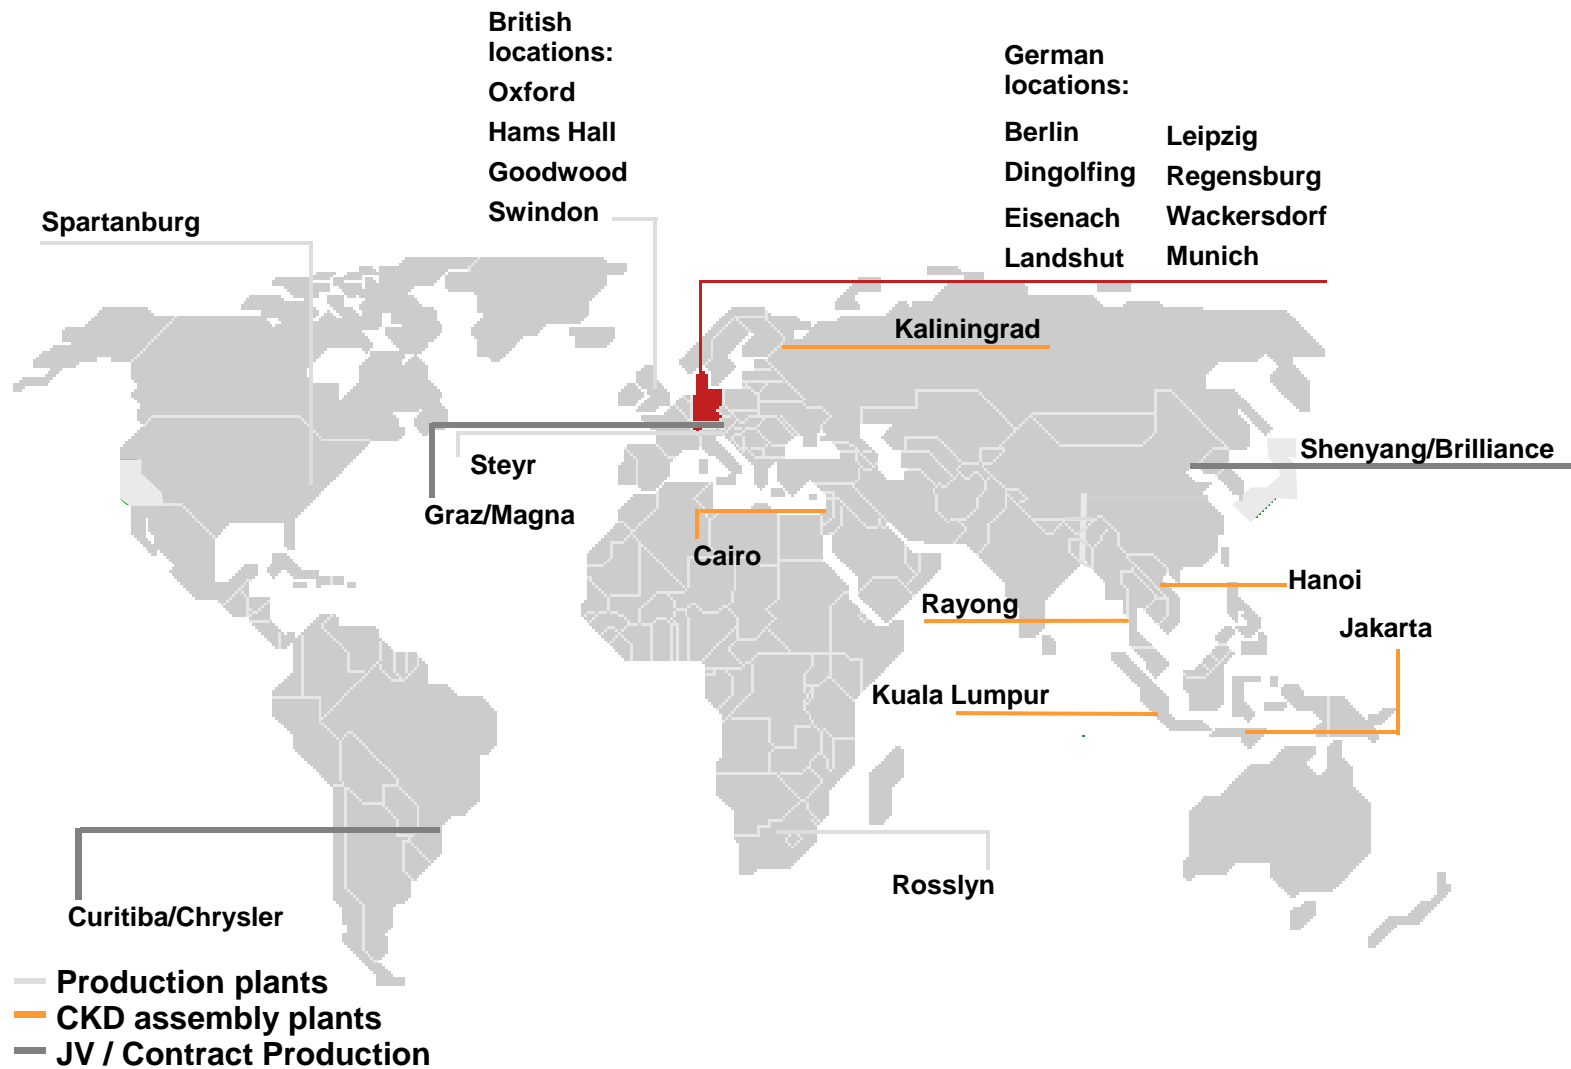 British
locations:
Oxford
Hams Hall
Goodwood
Swindon
German
locations:
Berlin
Dingolfing
Eisenach
Landshut
Leipzig
Regensburg
Wackersdorf
Munich
Spartanburg
Kaliningrad
Shenyang/Brilliance
Steyr
Graz/Magna
Cairo
Hanoi
Rayong
Jakarta
Kuala Lumpur
Rosslyn
Curitiba/Chrysler
Production plants
CKD assembly plants
JV / Contract Production